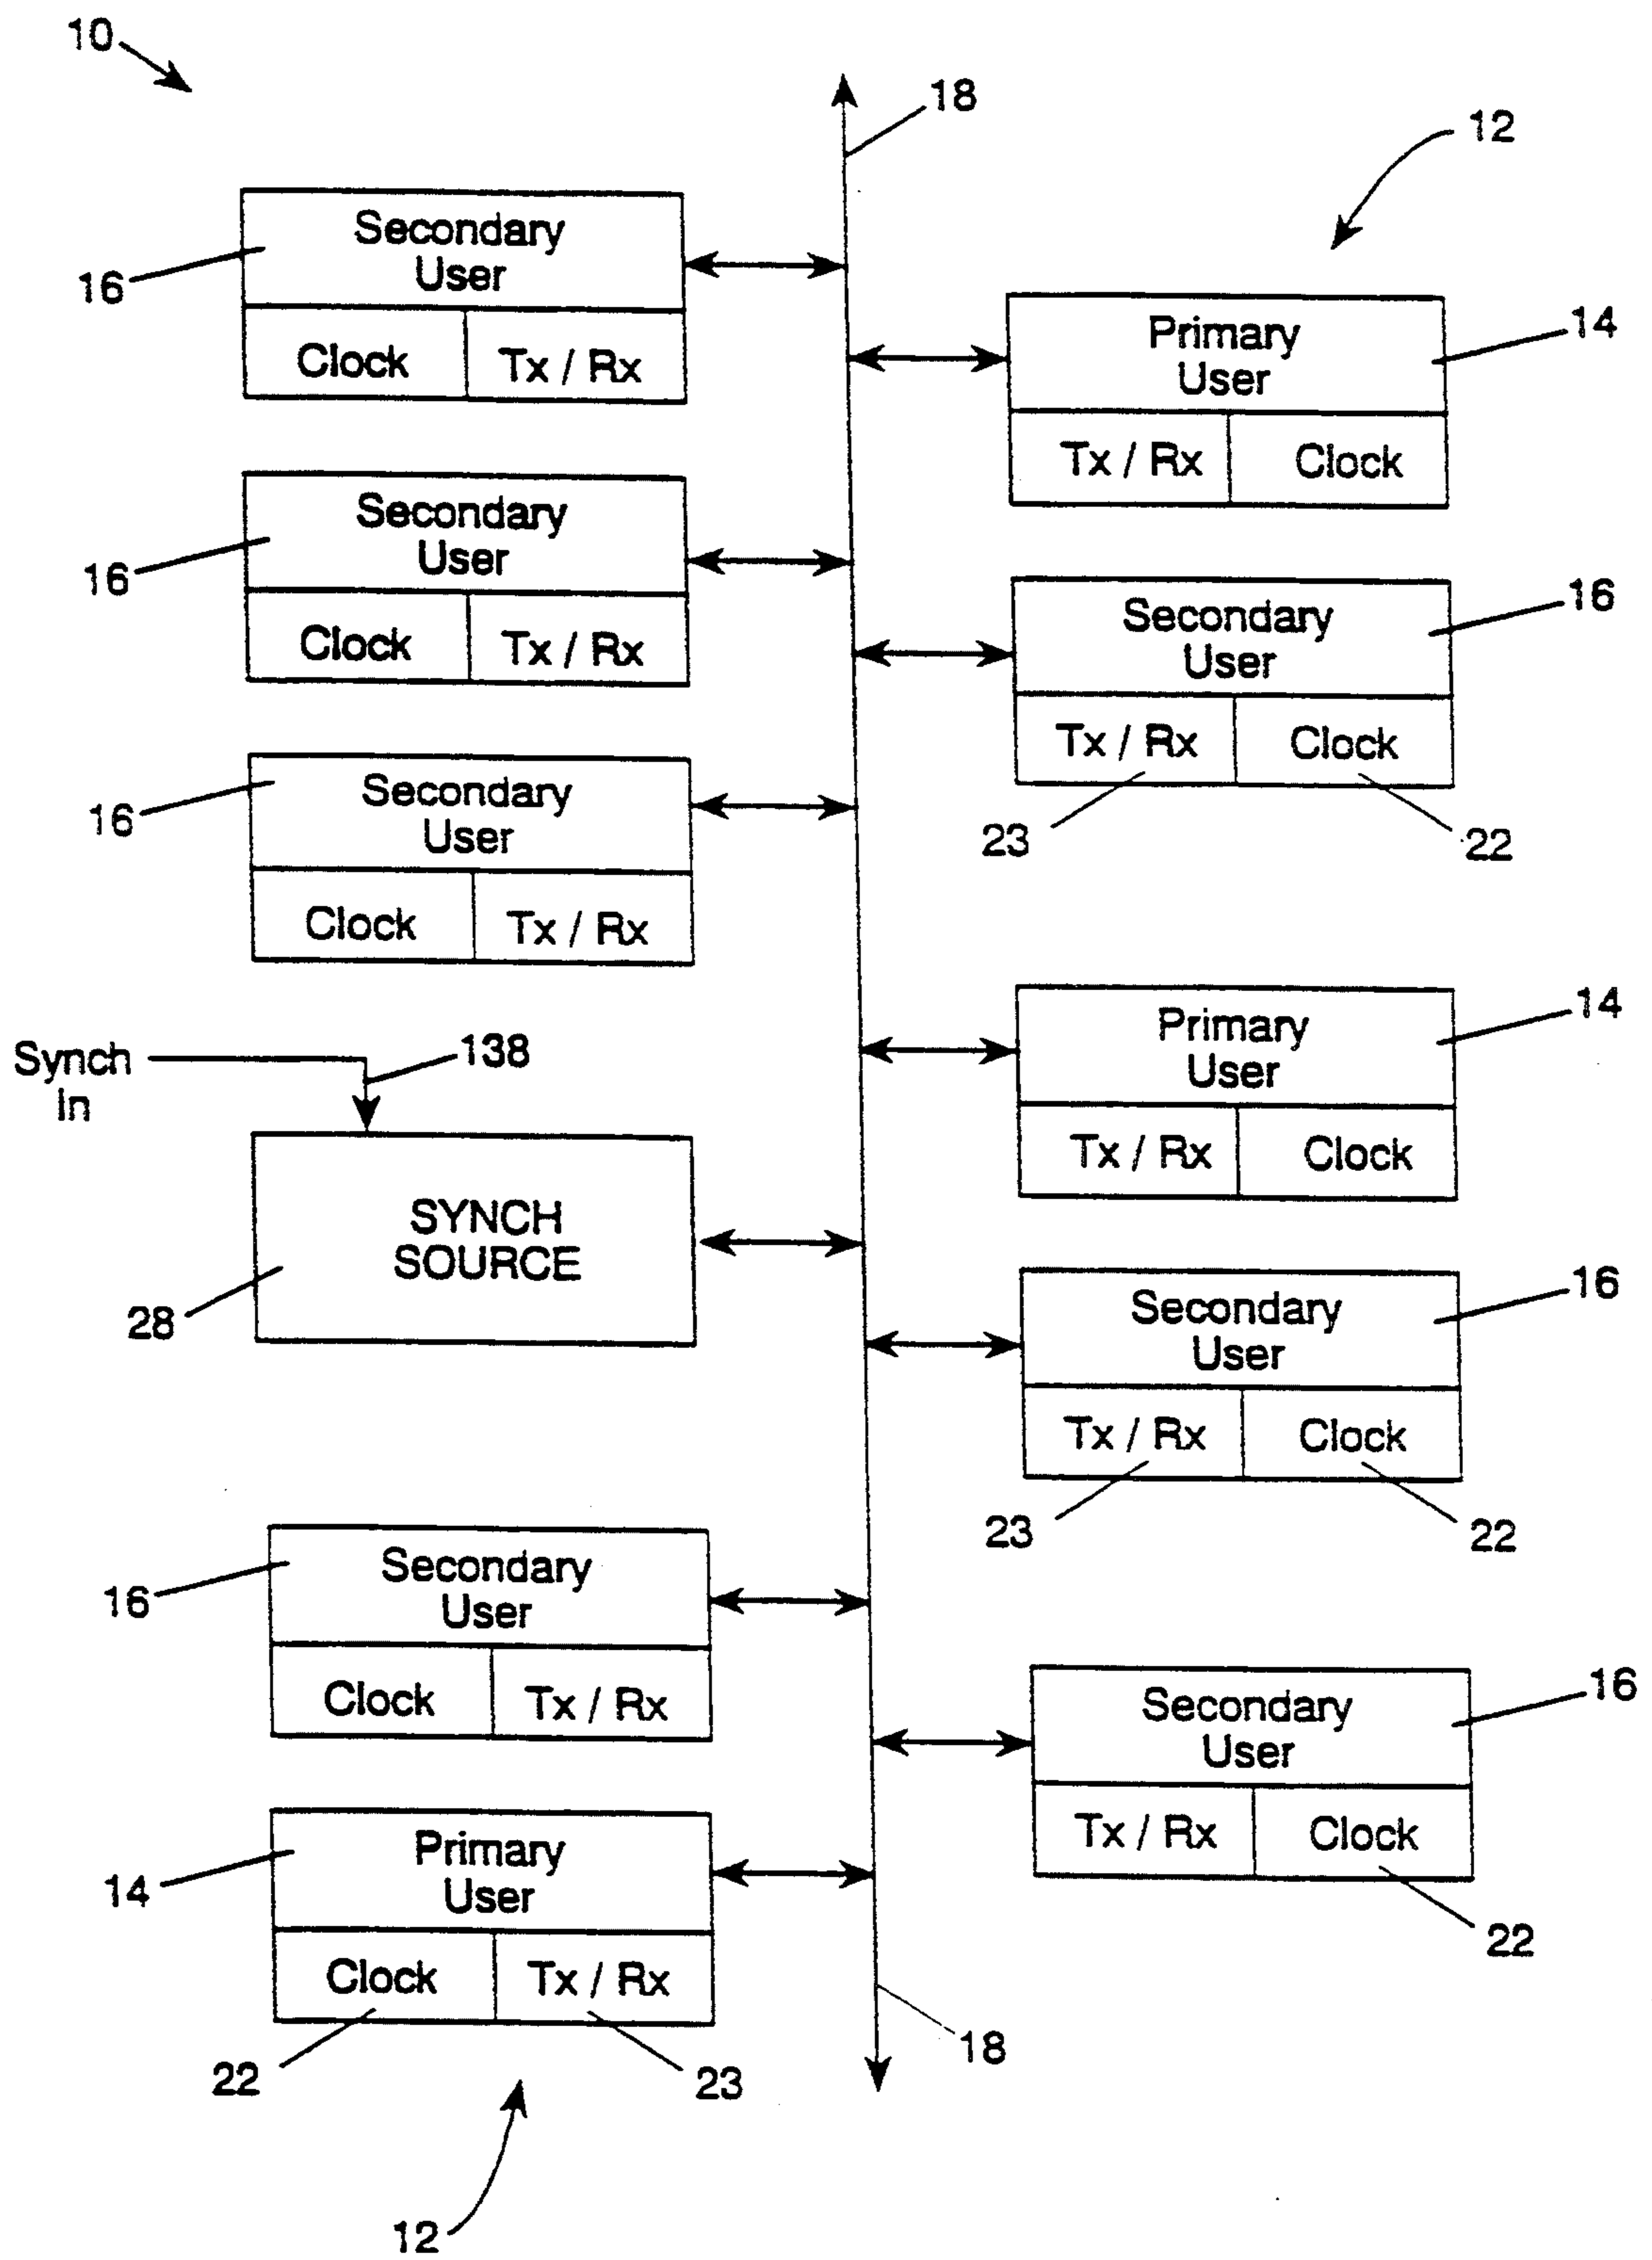 10
18
12
Secondary
User
16
Clock
Tx / Rx
Primary
User
14
Tx / Rx
Clock
Secondary
User
16
Clock
Tx / Rx
Secondary
User
16
Tx / Rx
Clock
23
22
Secondary
User
16
Clock
Tx / Rx
Primary
User
14
Tx / Rx
Clock
Synch
In
138
SYNCH
SOURCE
28
Secondary
User
16
Tx / Rx
Clock
23
22
Secondary
User
16
Clock
Tx / Rx
Secondary
User
16
Tx / Rx
Clock
22
Primary
User
14
Clock
Tx / Rx
22
23
18
12